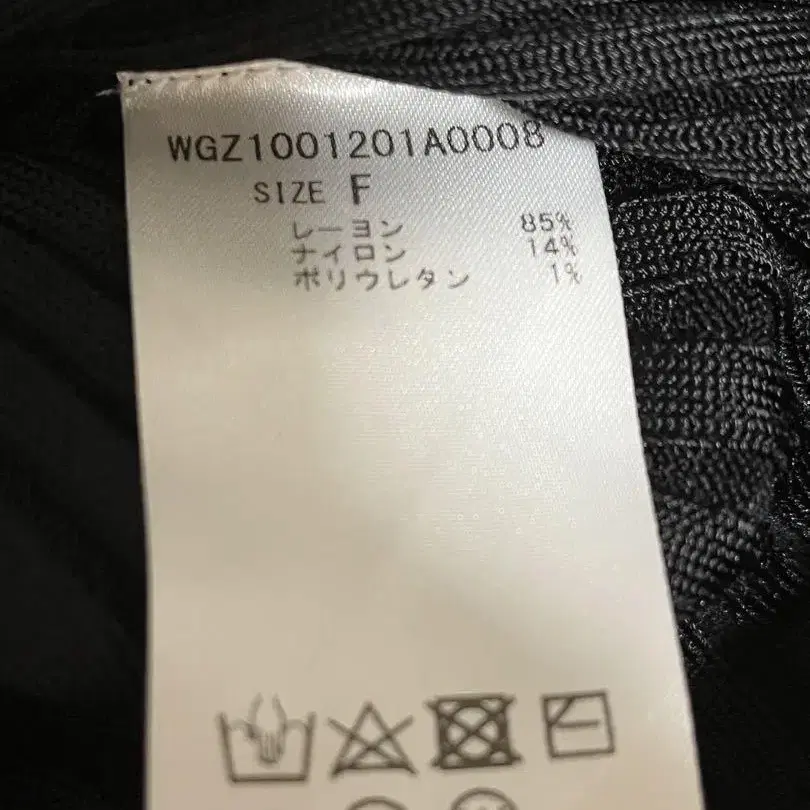 WGZ1001201A0008
SIZE F
レーヨン 85%
ナイロン 14%
ポリウレタン 1%